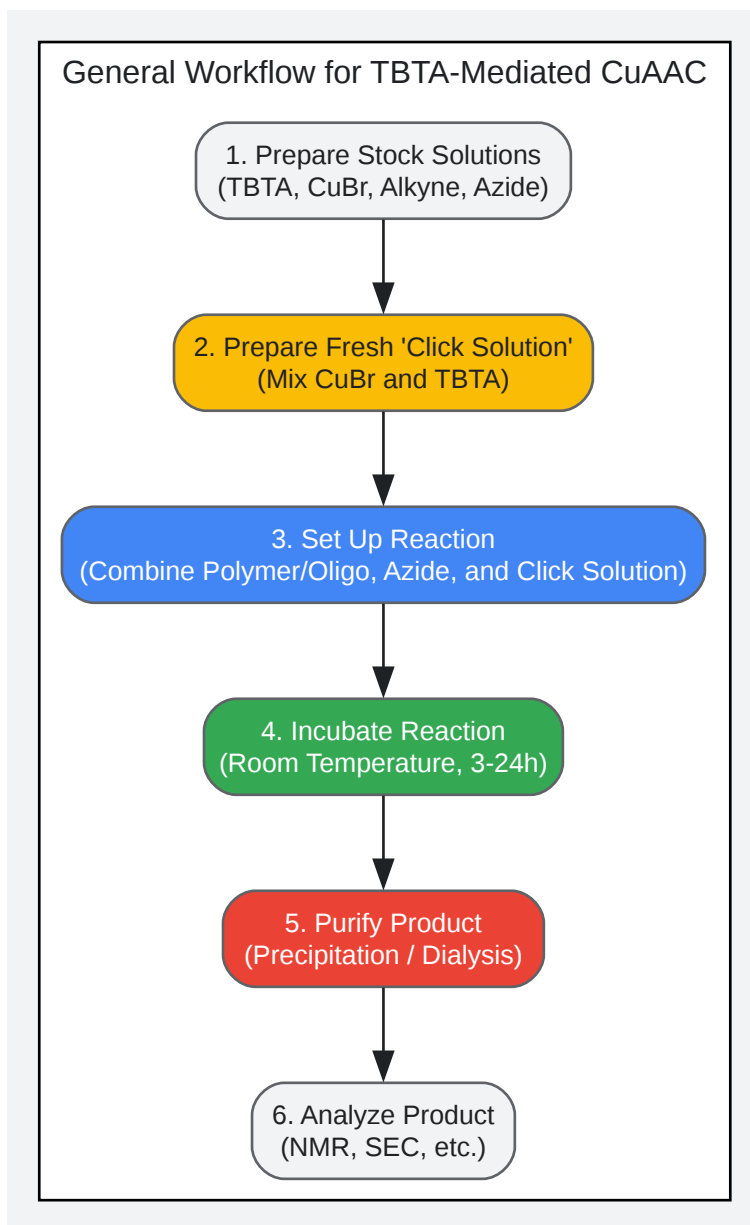 General Workflow for TBTA-Mediated CuAAC
1. Prepare Stock Solutions
(TBTA, CuBr, Alkyne, Azide)
2. Prepare Fresh 'Click Solution'
(Mix CuBr and TBTA)
3. Set Up Reaction
(Combine Polymer/Oligo, Azide, and Click Solution)
4. Incubate Reaction
(Room Temperature, 3-24h)
5. Purify Product
(Precipitation / Dialysis)
6. Analyze Product
(NMR, SEC, etc.)